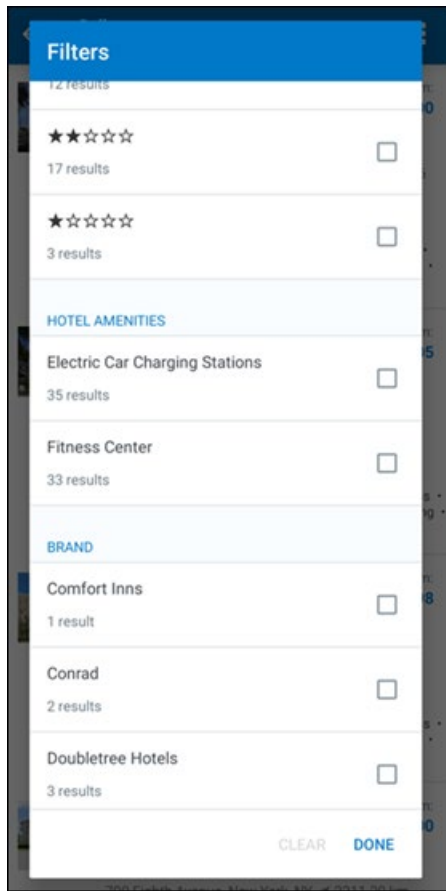 Filters
12 results
★★☆☆☆
17 results
★☆☆☆☆
3 results
HOTEL AMENITIES
Electric Car Charging Stations
35 results
Fitness Center
33 results
BRAND
Comfort Inns
1 result
Conrad
2 results
Doubletree Hotels
3 results
CLEAR DONE